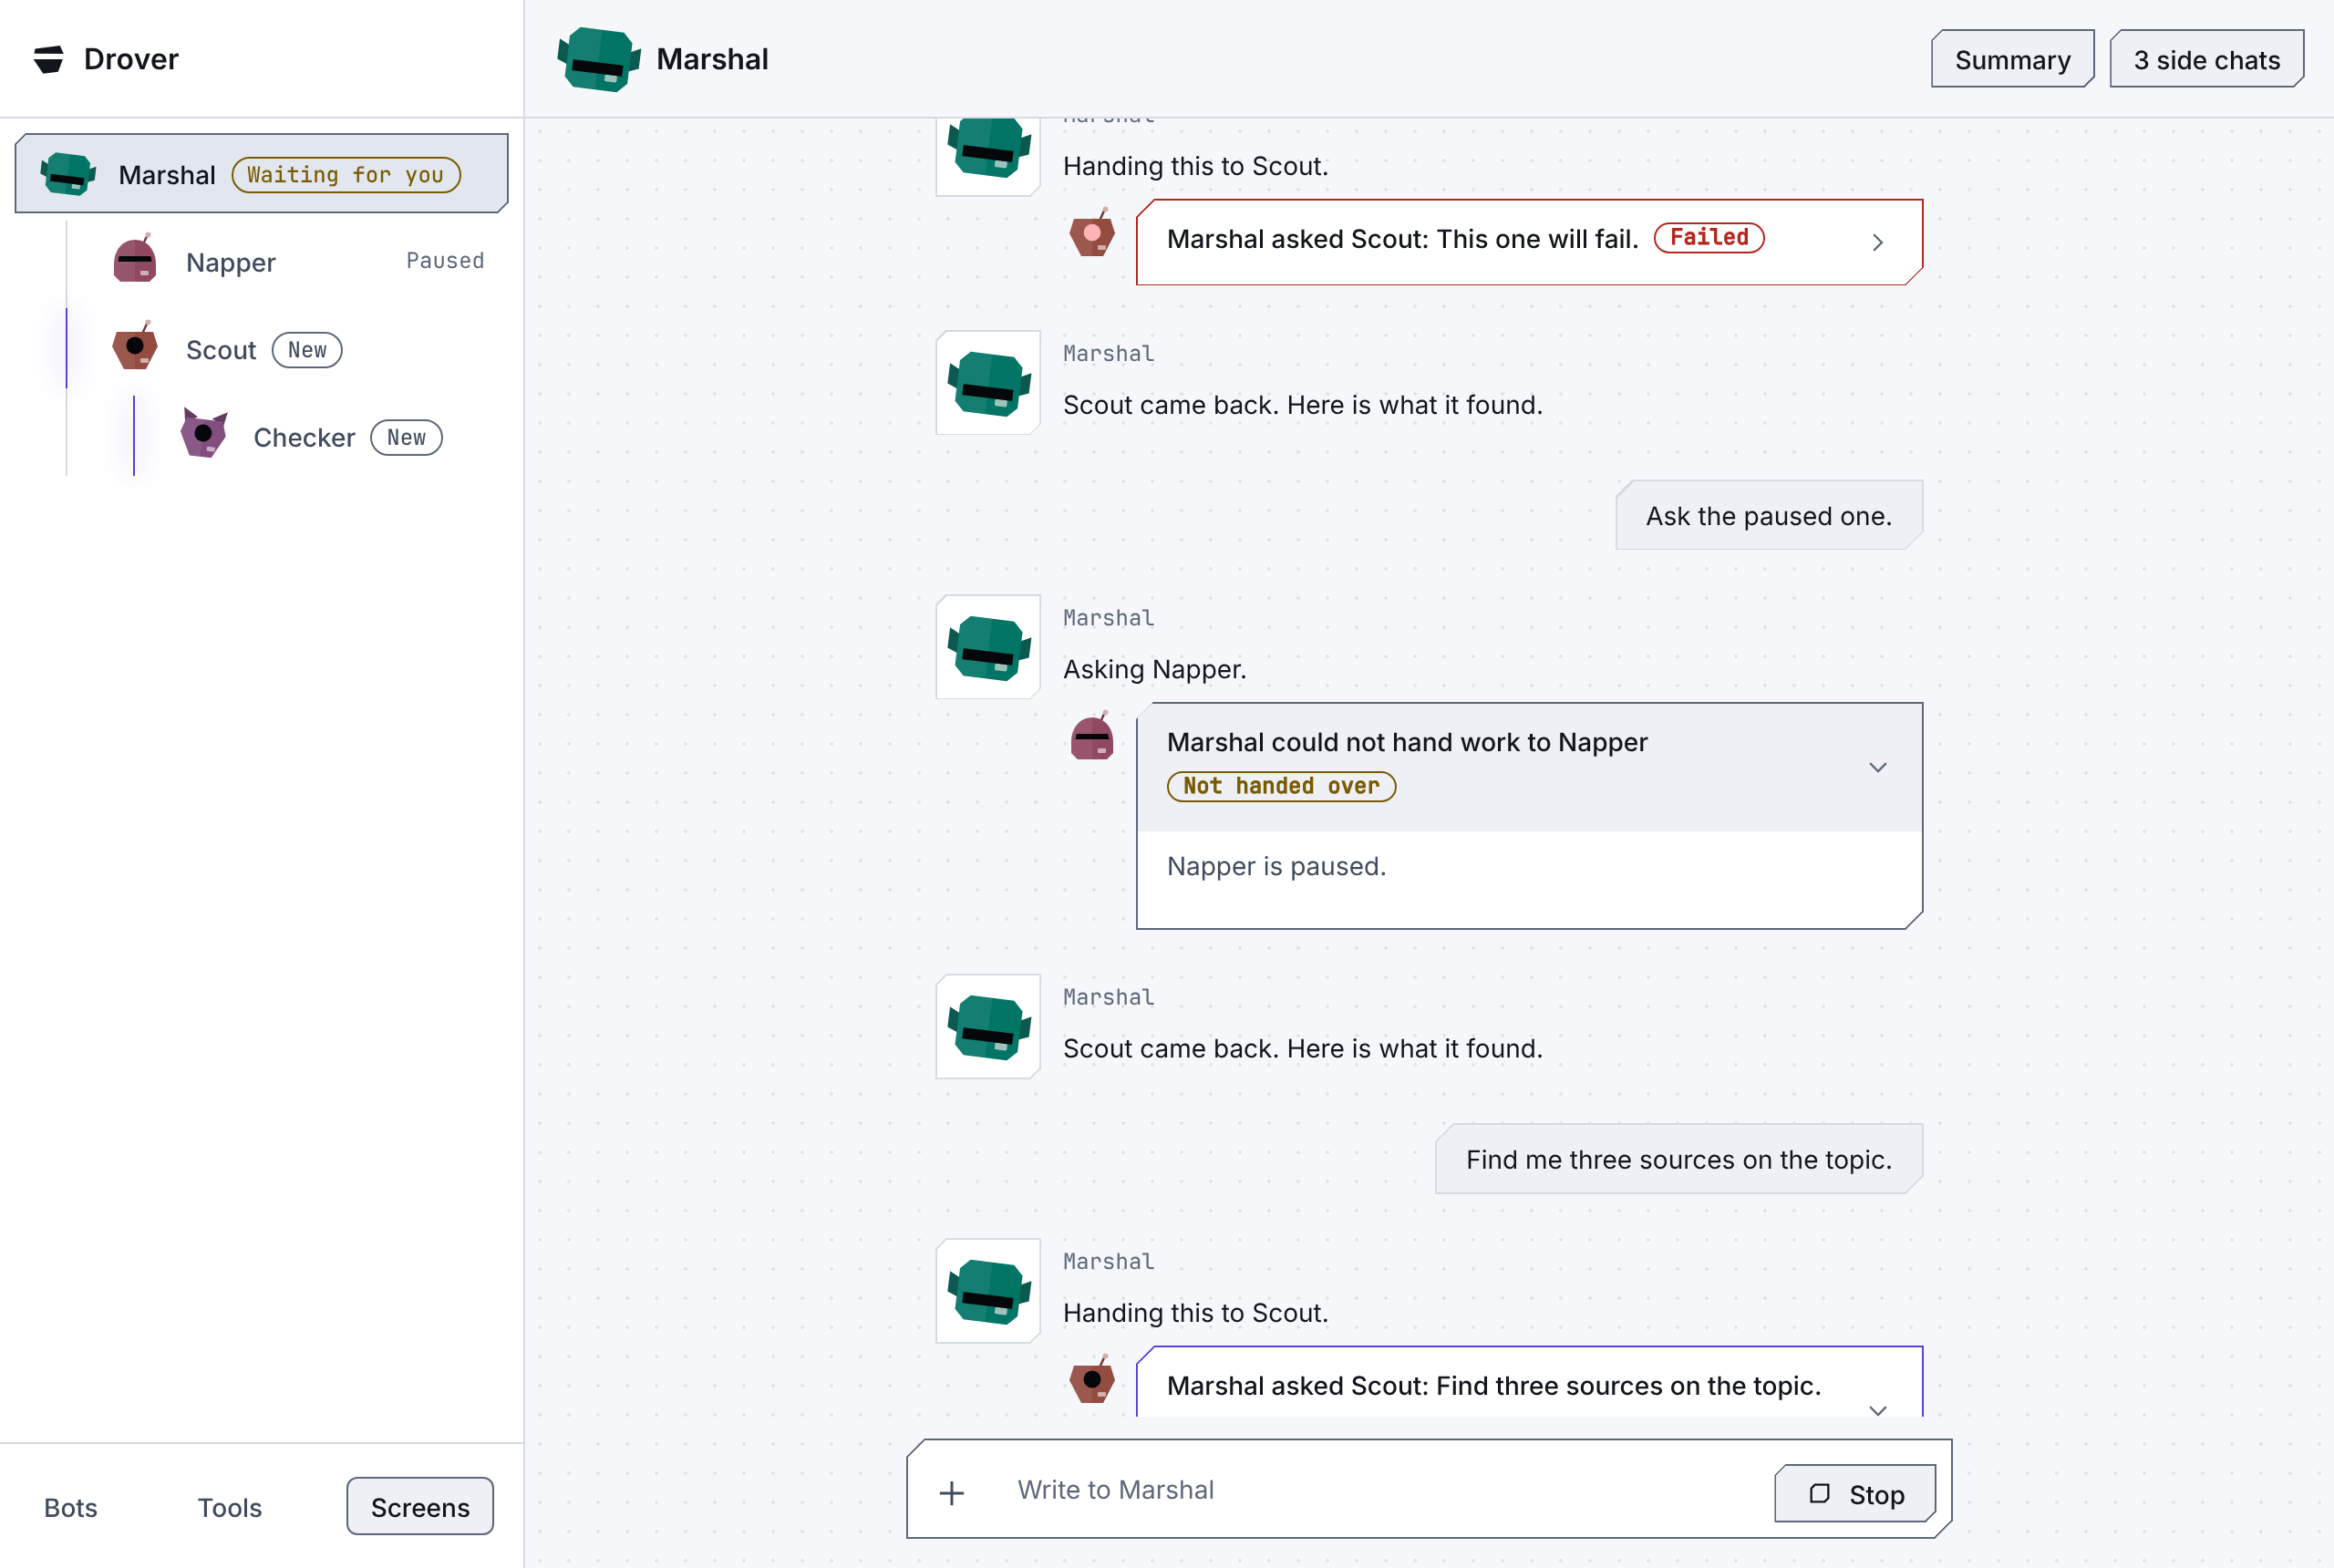 Drover
Marshal
Summary
3 side chats
Marshal
Waiting for you
Napper
Paused
Scout
New
Checker
New
Bots
Tools
Screens
Marshal
Handing this to Scout.
Marshal asked Scout: This one will fail.
Failed
Marshal
Scout came back. Here is what it found.
Ask the paused one.
Marshal
Asking Napper.
Marshal could not hand work to Napper
Not handed over
Napper is paused.
Marshal
Scout came back. Here is what it found.
Find me three sources on the topic.
Marshal
Handing this to Scout.
Marshal asked Scout: Find three sources on the topic.
Write to Marshal
Stop